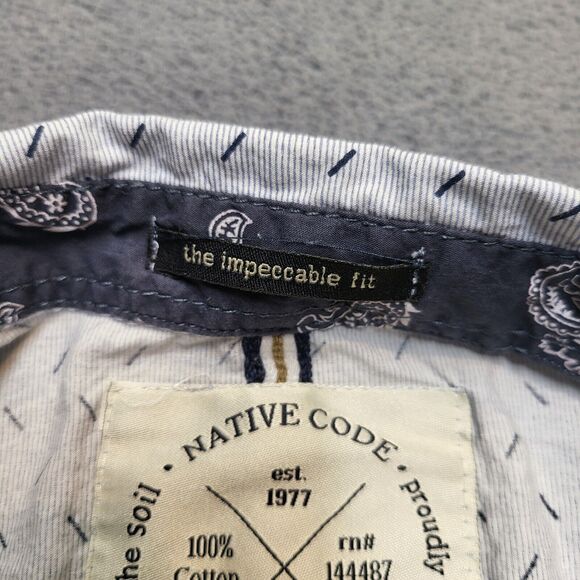 the impeccable fit
· NATIVE CODE ·
the soil
proudly
est.
1977
100%
Cotton
rn#
144487